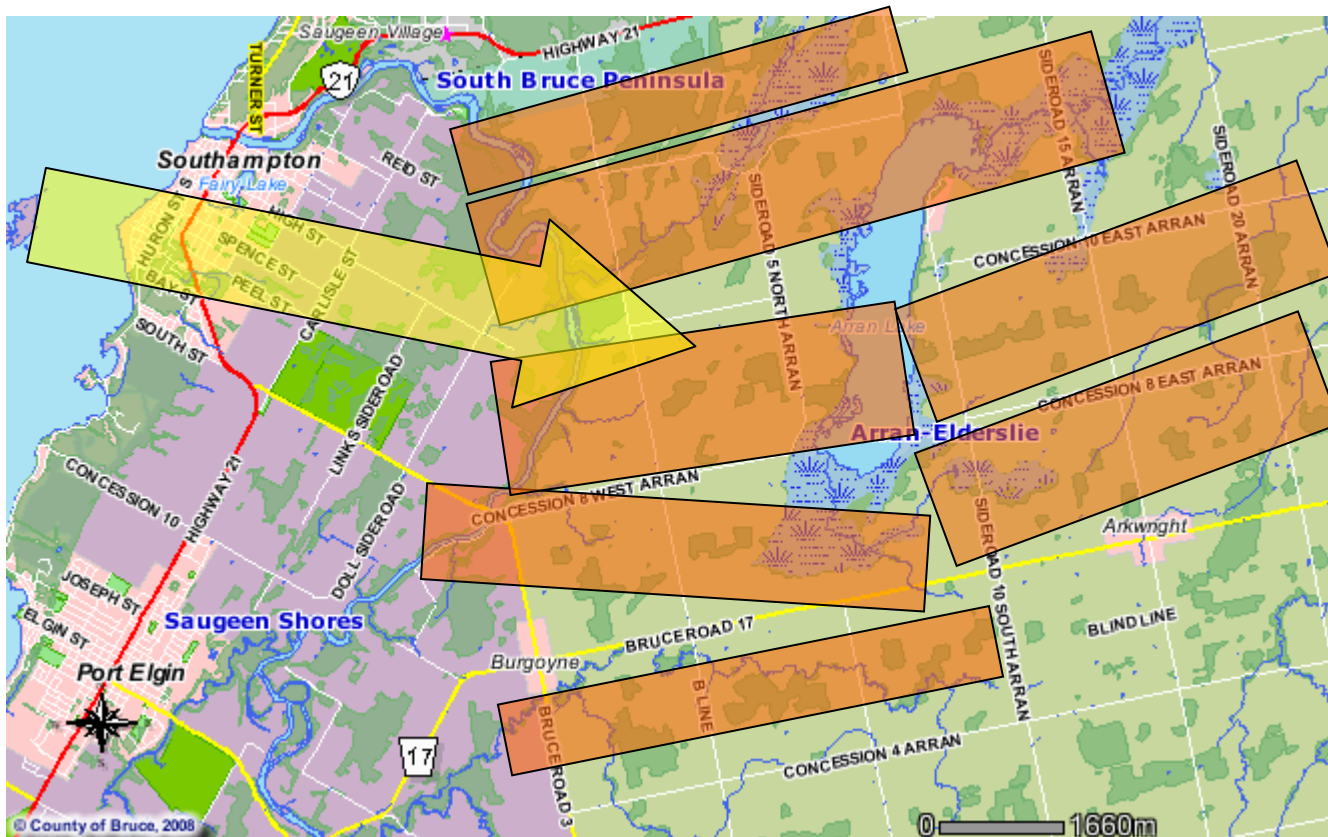 Saugeen Village
HIGHWAY 21
TURNER ST
21
South Bruce Peninsula
SIDEROAD 15 ARRAN
Southampton
REID ST
Fairy Lake
SIDEROAD 20 ARRAN
HURON ST S
HIGH ST
SIDEROAD 5 NORTH ARRAN
SPENCE ST
CONCESSION 10 EAST ARRAN
BAY ST
PEEL ST
CARLISLE ST
SOUTH ST
Arran Lake
LINKS SIDEROAD
CONCESSION 8 EAST ARRAN
Arran-Elderslie
CONCESSION 10
HIGHWAY 21
CONCESSION 8 WEST ARRAN
DOLL SIDEROAD
SIDEROAD 10 SOUTH ARRAN
Arkwright
JOSEPH ST
ELGIN ST
Saugeen Shores
BRUCE ROAD 17
BLIND LINE
Port Elgin
Burgoyne
B LINE
BRUCE ROAD 3
17
CONCESSION 4 ARRAN
S
© County of Bruce, 2008
0 1660m